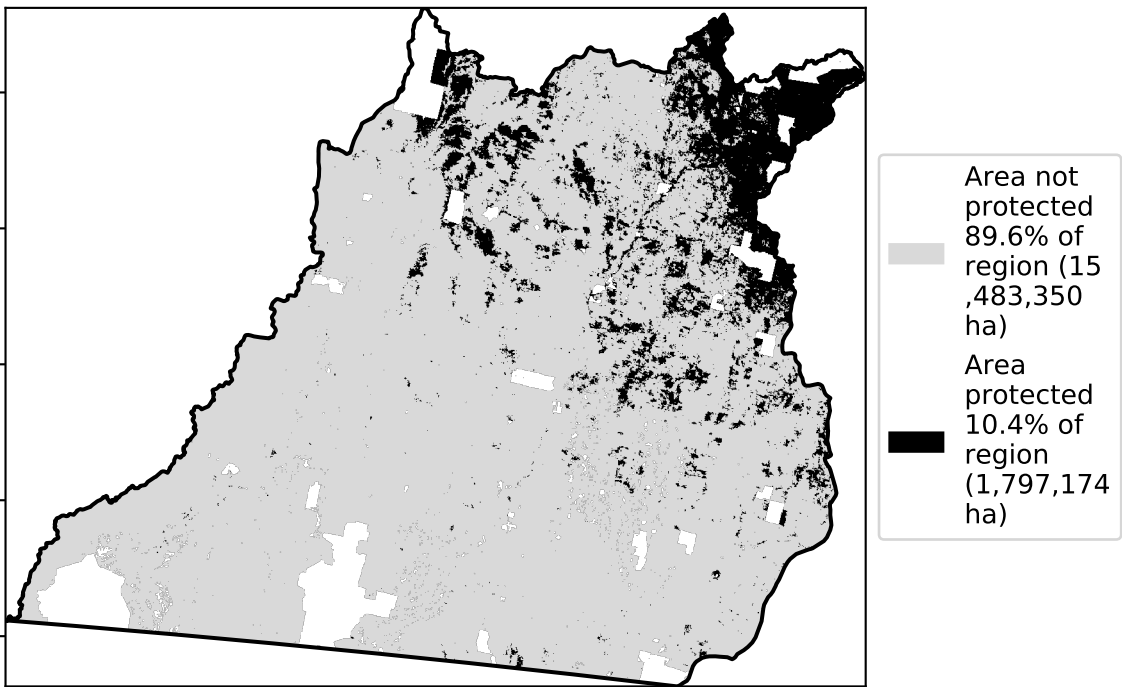 Area not
protected
89.6% of
region (15
,483,350
ha)
Area
protected
10.4% of
region
(1,797,174
ha)